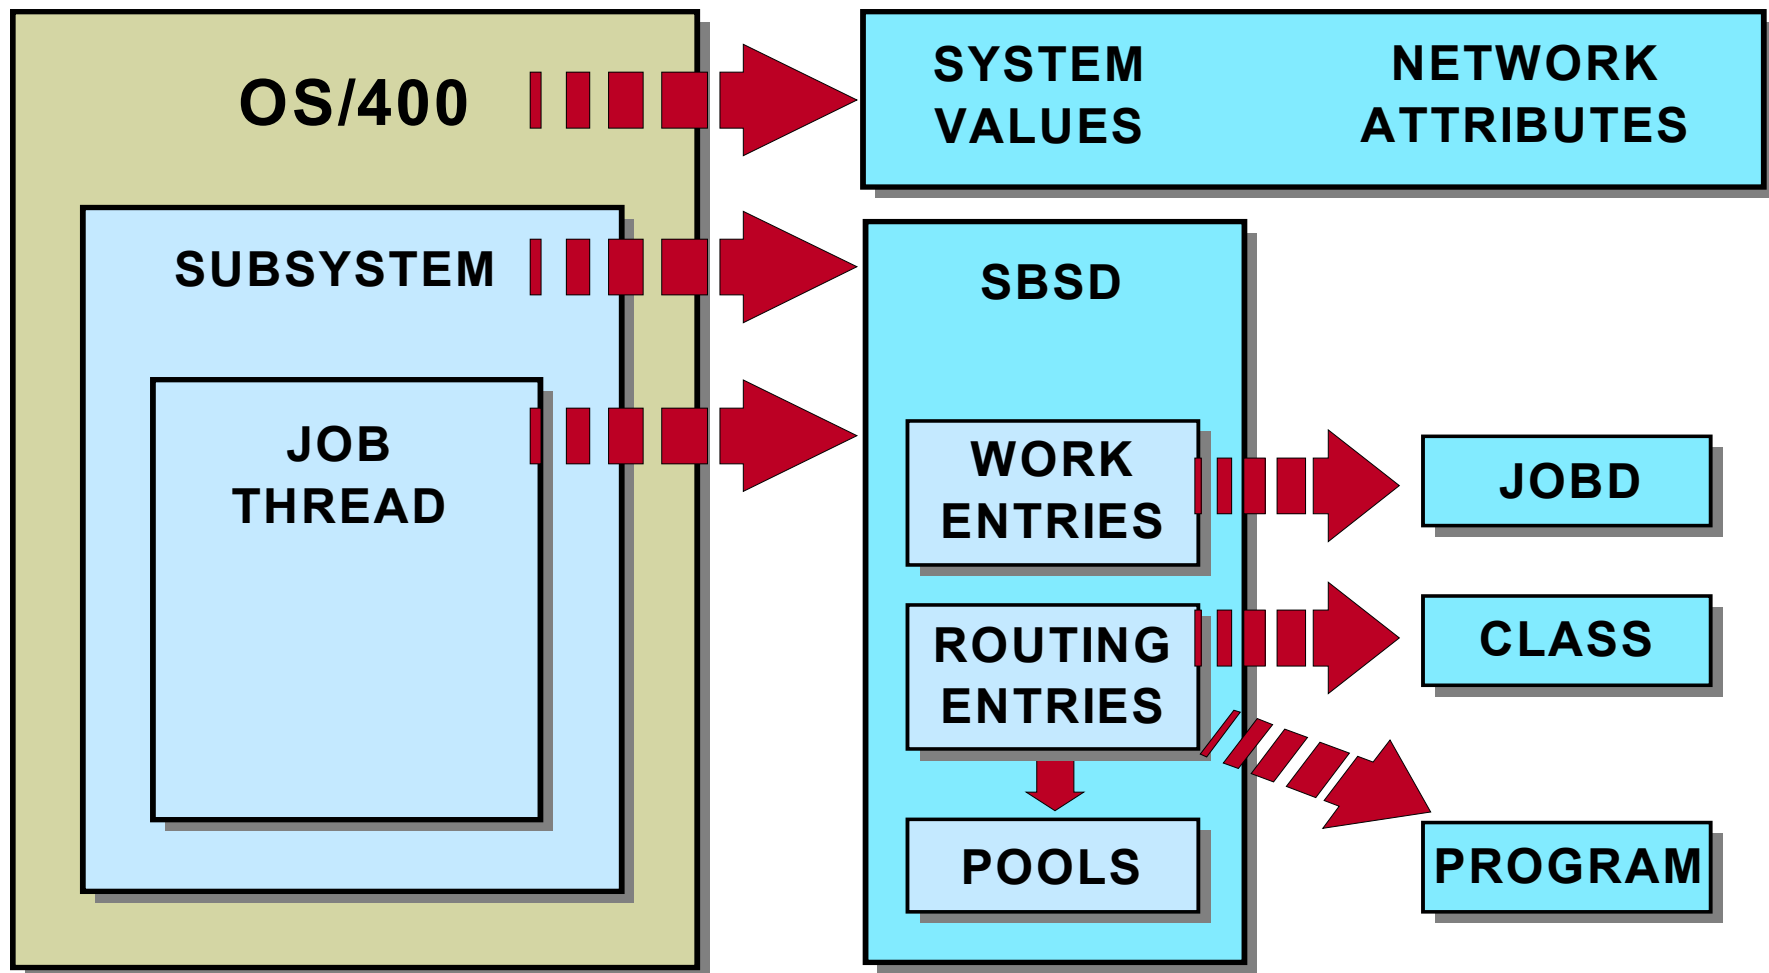 OS/400
SYSTEM
VALUES
NETWORK
ATTRIBUTES
SUBSYSTEM
SBSD
JOB
THREAD
WORK
ENTRIES
JOBD
ROUTING
ENTRIES
CLASS
POOLS
PROGRAM